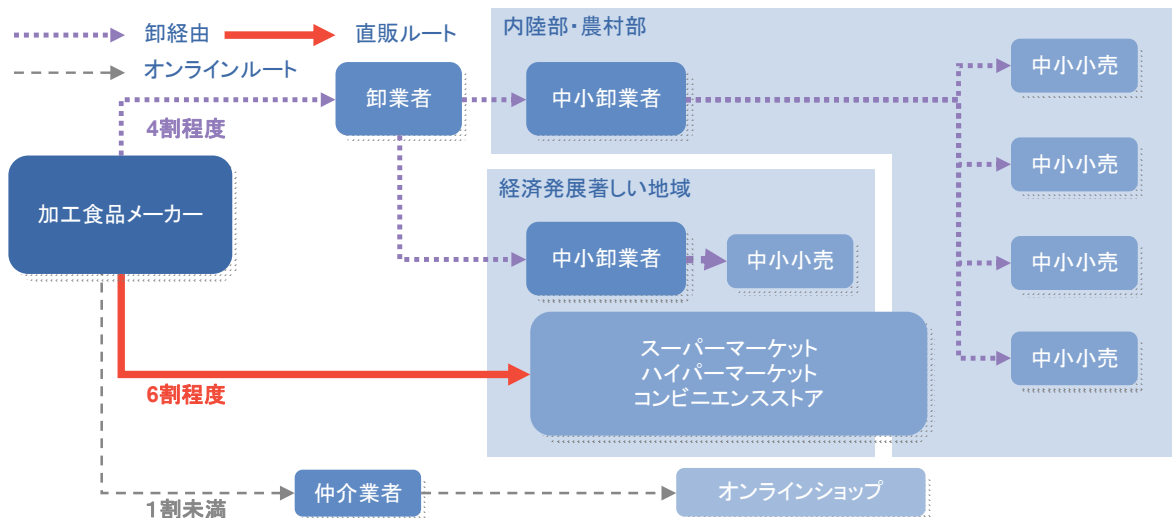 卸経由
直販ルート
オンラインルート
内陸部・農村部
卸業者
中小卸業者
中小小売
4割程度
中小小売
経済発展著しい地域
加工食品メーカー
中小卸業者
中小小売
中小小売
スーパーマーケット
ハイパーマーケット
コンビニエンスストア
中小小売
6割程度
仲介業者
オンラインショップ
1割未満